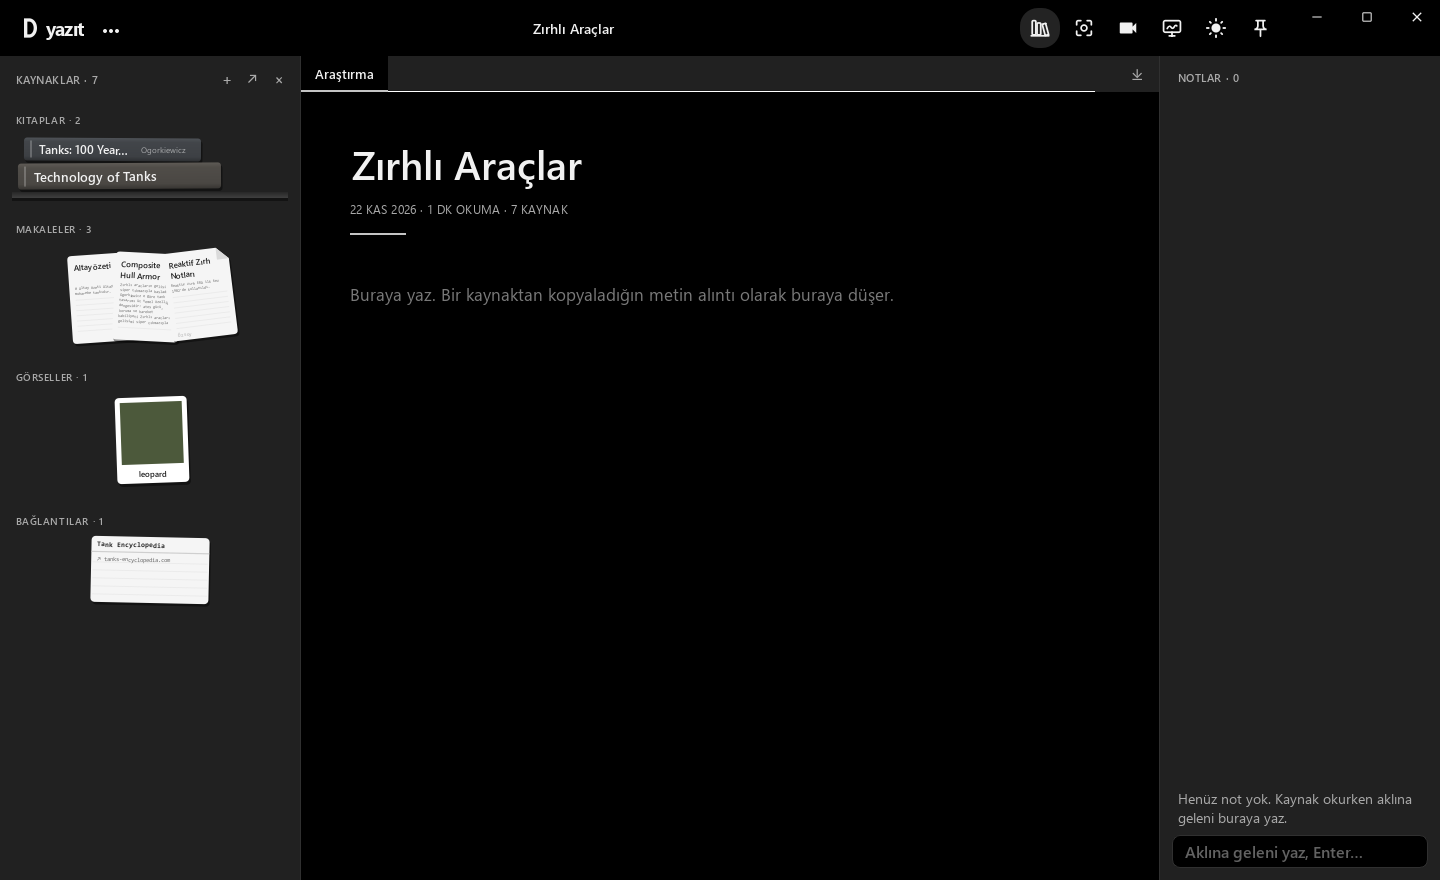 D yazıt
Zırhlı Araçlar
KAYNAKLAR · 7
KITAPLAR · 2
Tanks: 100 Year... Ogorkiewicz
Technology of Tanks
MAKALELER · 3
Altay özeti
Composite
Hull Armor
Reaktif Zırh
Notları
GÖRSELLER · 1
leopard
BAĞLANTILAR · 1
Tank Encyclopedia
↗ tanks-encyclopedia.com
Araştırma
Zırhlı Araçlar
22 KAS 2026 · 1 DK OKUMA · 7 KAYNAK
Buraya yaz. Bir kaynaktan kopyaladığın metin alıntı olarak buraya düşer.
NOTLAR · 0
Henüz not yok. Kaynak okurken aklına
geleni buraya yaz.
Aklına geleni yaz, Enter...